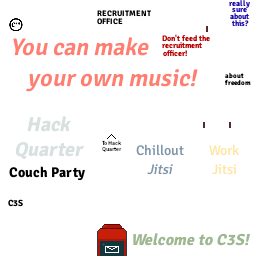 really
sure
about
this?
RECRUITMENT
OFFICE
You can make
Don't feed the
recruitment
officer!
your own music!
about
freedom
Hack
Quarter
To Hack
Quarter
Chillout
Jitsi
Work
Jitsi
Couch Party
C3S
Welcome to C3S!